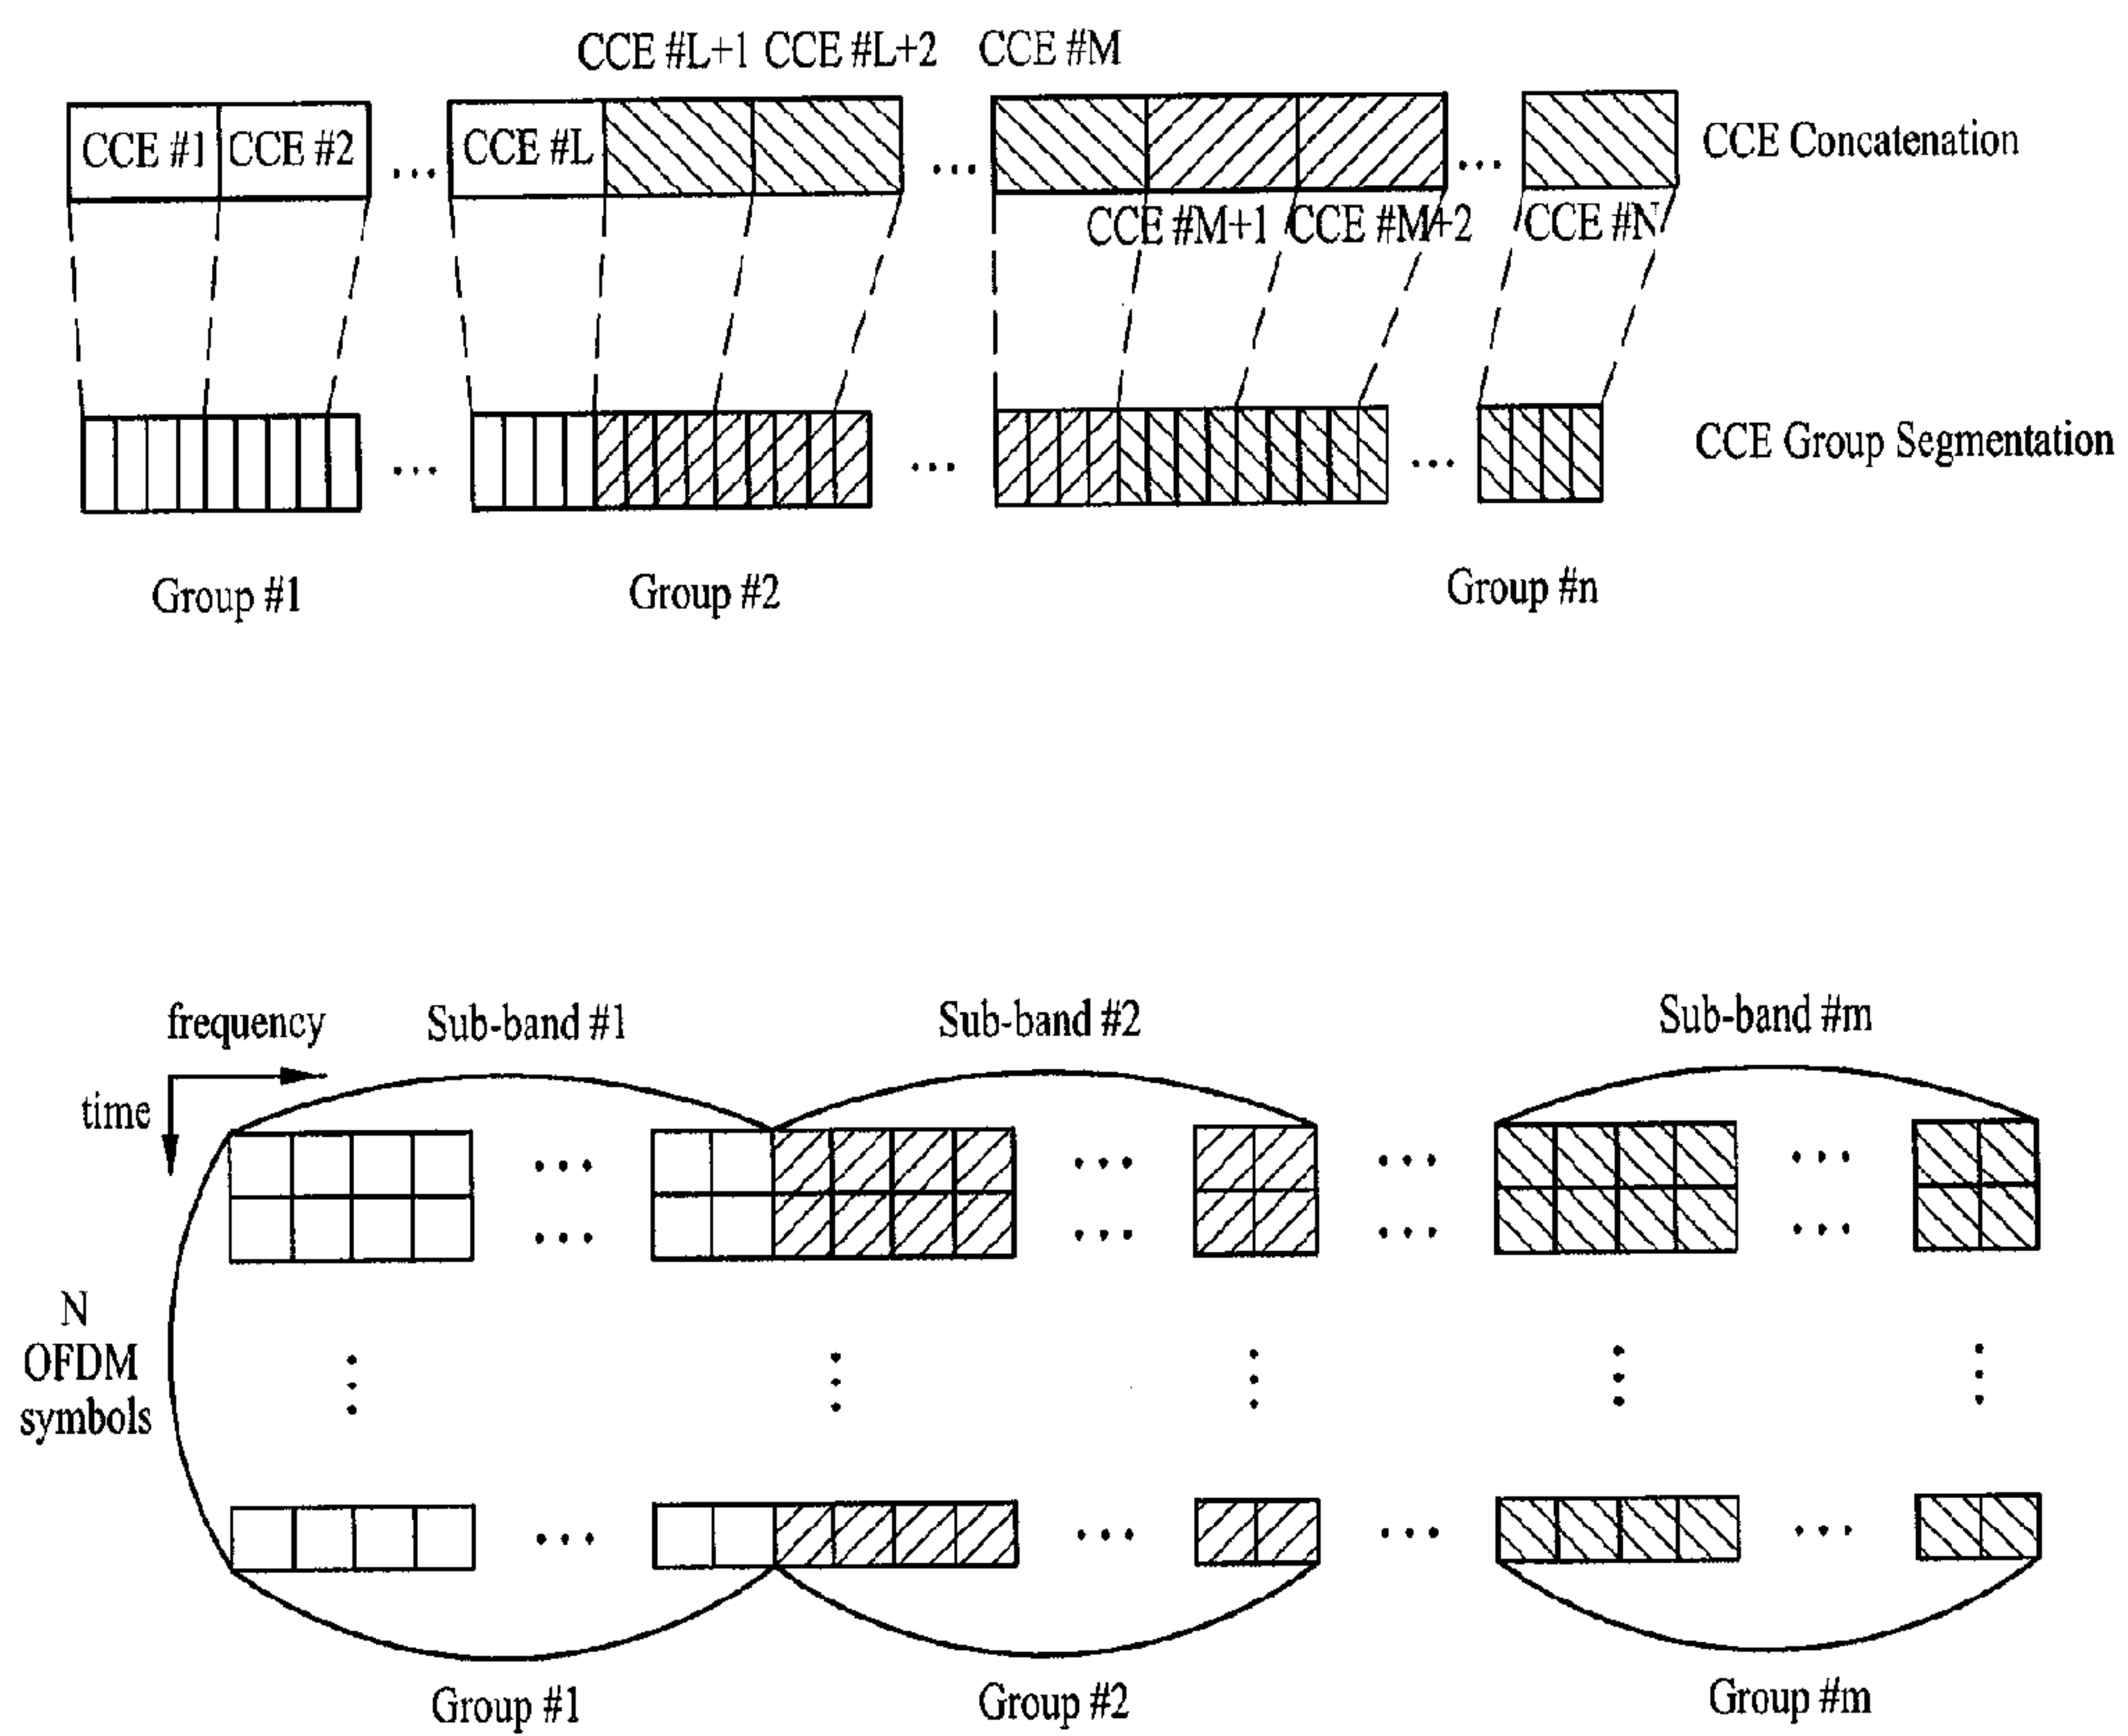 CCE #L+1 CCE #L+2 CCE #M
CCE #1 CCE #2 ... CCE #L ... ... CCE Concatenation
CCE #M+1 CCE #M+2 CCE #N
... ... ... CCE Group Segmentation
Group #1 Group #2 Group #n
frequency Sub-band #1 Sub-band #2 Sub-band #m
time
N
OFDM
symbols
Group #1 Group #2 Group #m